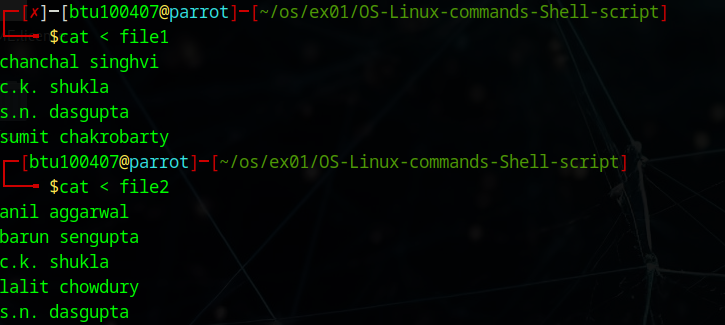 ┌─[✗]─[btu100407@parrot]─[~/os/ex01/OS-Linux-commands-Shell-script]
└──╼ $cat < file1
chanchal singhvi
c.k. shukla
s.n. dasgupta
sumit chakrobarty
┌─[btu100407@parrot]─[~/os/ex01/OS-Linux-commands-Shell-script]
└──╼ $cat < file2
anil aggarwal
barun sengupta
c.k. shukla
lalit chowdury
s.n. dasgupta